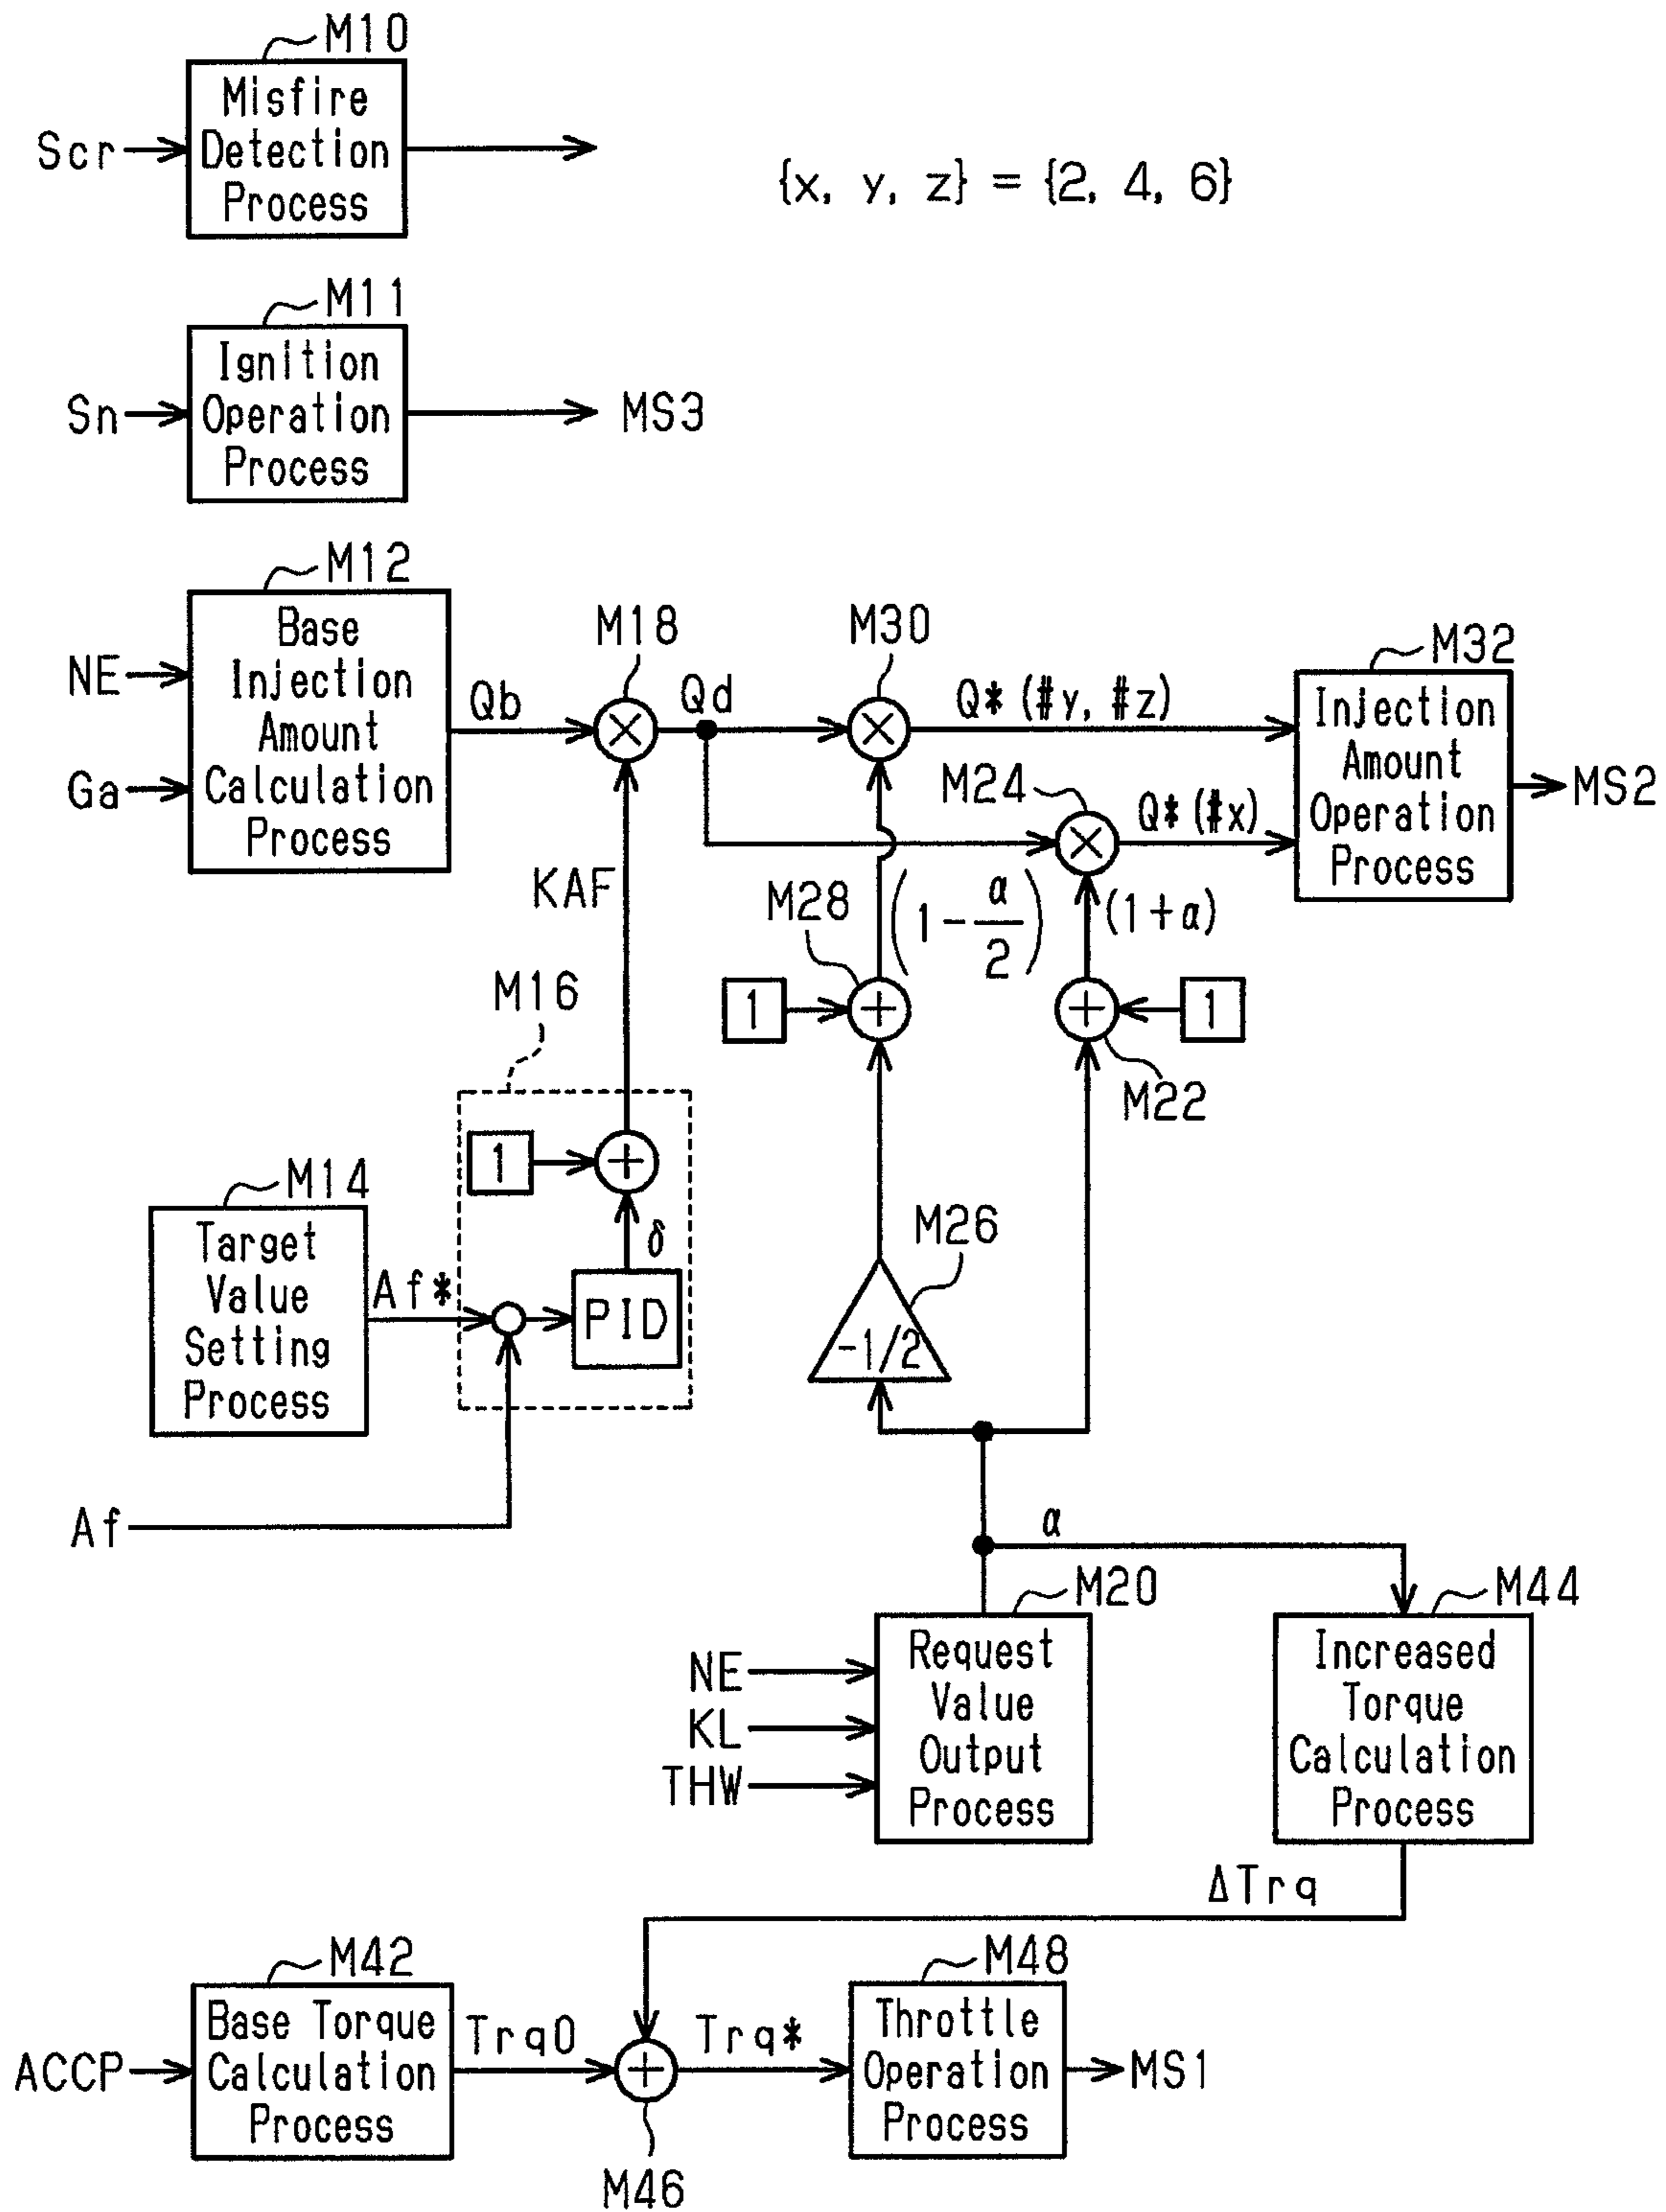 M10
Misfire
Detection
Process
Scr
{x, y, z} = {2, 4, 6}
M11
Ignition
Operation
Process
Sn
MS3
M12
Base
Injection
Amount
Calculation
Process
NE
Ga
Qb
M18
Qd
M30
Q* (#y, #z)
M32
Injection
Amount
Operation
Process
MS2
M24
Q* (#x)
KAF
M28
(1 - α/2)
(1+α)
1
1
M22
M16
1
δ
PID
M14
Target
Value
Setting
Process
Af*
Af
M26
-1/2
α
M20
Request
Value
Output
Process
NE
KL
THW
M44
Increased
Torque
Calculation
Process
ΔTrq
M42
Base Torque
Calculation
Process
ACCP
Trq0
M46
Trq*
M48
Throttle
Operation
Process
MS1